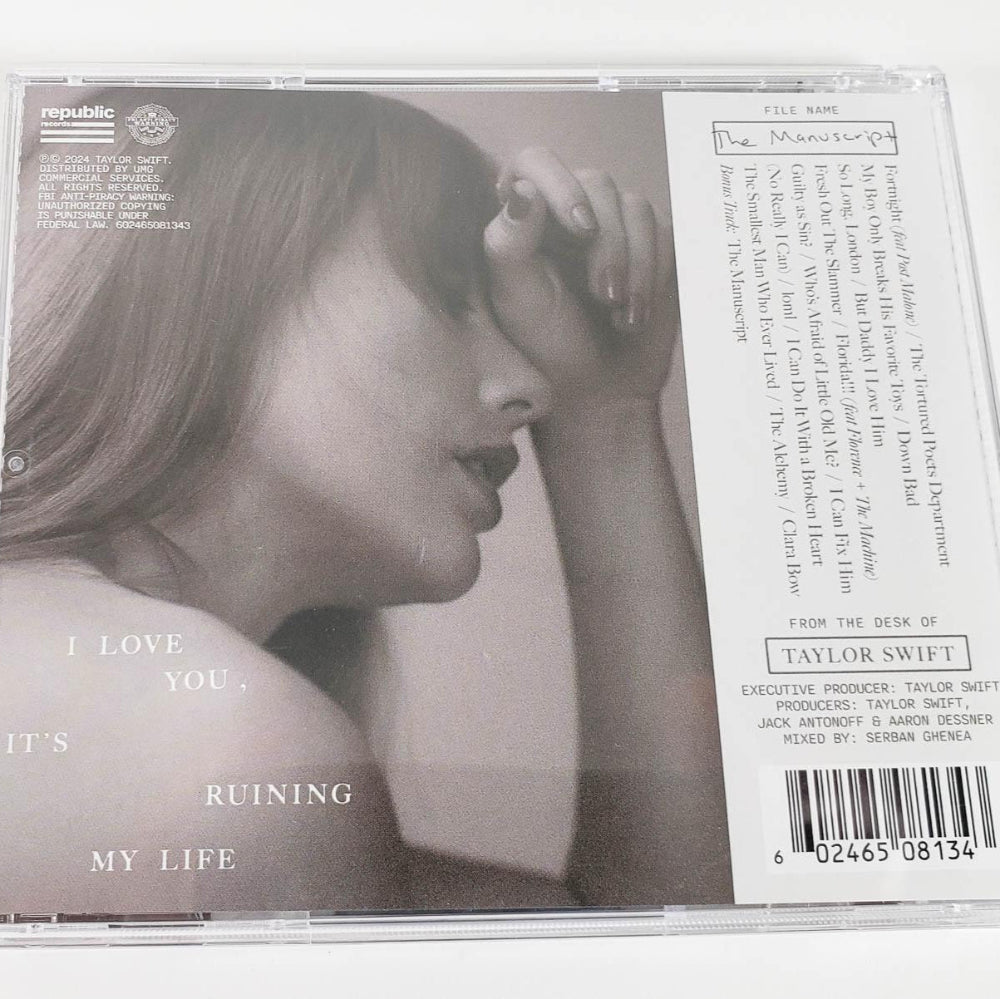 republic
records
FBI ANTI-PIRACY
WARNING
℗© 2024 TAYLOR SWIFT.
DISTRIBUTED BY UMG
COMMERCIAL SERVICES.
ALL RIGHTS RESERVED.
FBI ANTI-PIRACY WARNING:
UNAUTHORIZED COPYING
IS PUNISHABLE UNDER
FEDERAL LAW. 602465081343
I LOVE
YOU,
IT'S
RUINING
MY LIFE
FILE NAME
The Manuscript
Fortnight (feat Post Malone) / The Tortured Poets Department
My Boy Only Breaks His Favorite Toys / Down Bad
So Long, London / But Daddy I Love Him
Fresh Out The Slammer / Florida!!! (feat Florence + The Machine)
Guilty as Sin? / Who's Afraid of Little Old Me? / I Can Fix Him
(No Really I Can) / loml / I Can Do It With a Broken Heart
The Smallest Man Who Ever Lived / The Alchemy / Clara Bow
Bonus Track: The Manuscript
FROM THE DESK OF
TAYLOR SWIFT
EXECUTIVE PRODUCER: TAYLOR SWIFT
PRODUCERS: TAYLOR SWIFT,
JACK ANTONOFF & AARON DESSNER
MIXED BY: SERBAN GHENEA
6 02465 08134